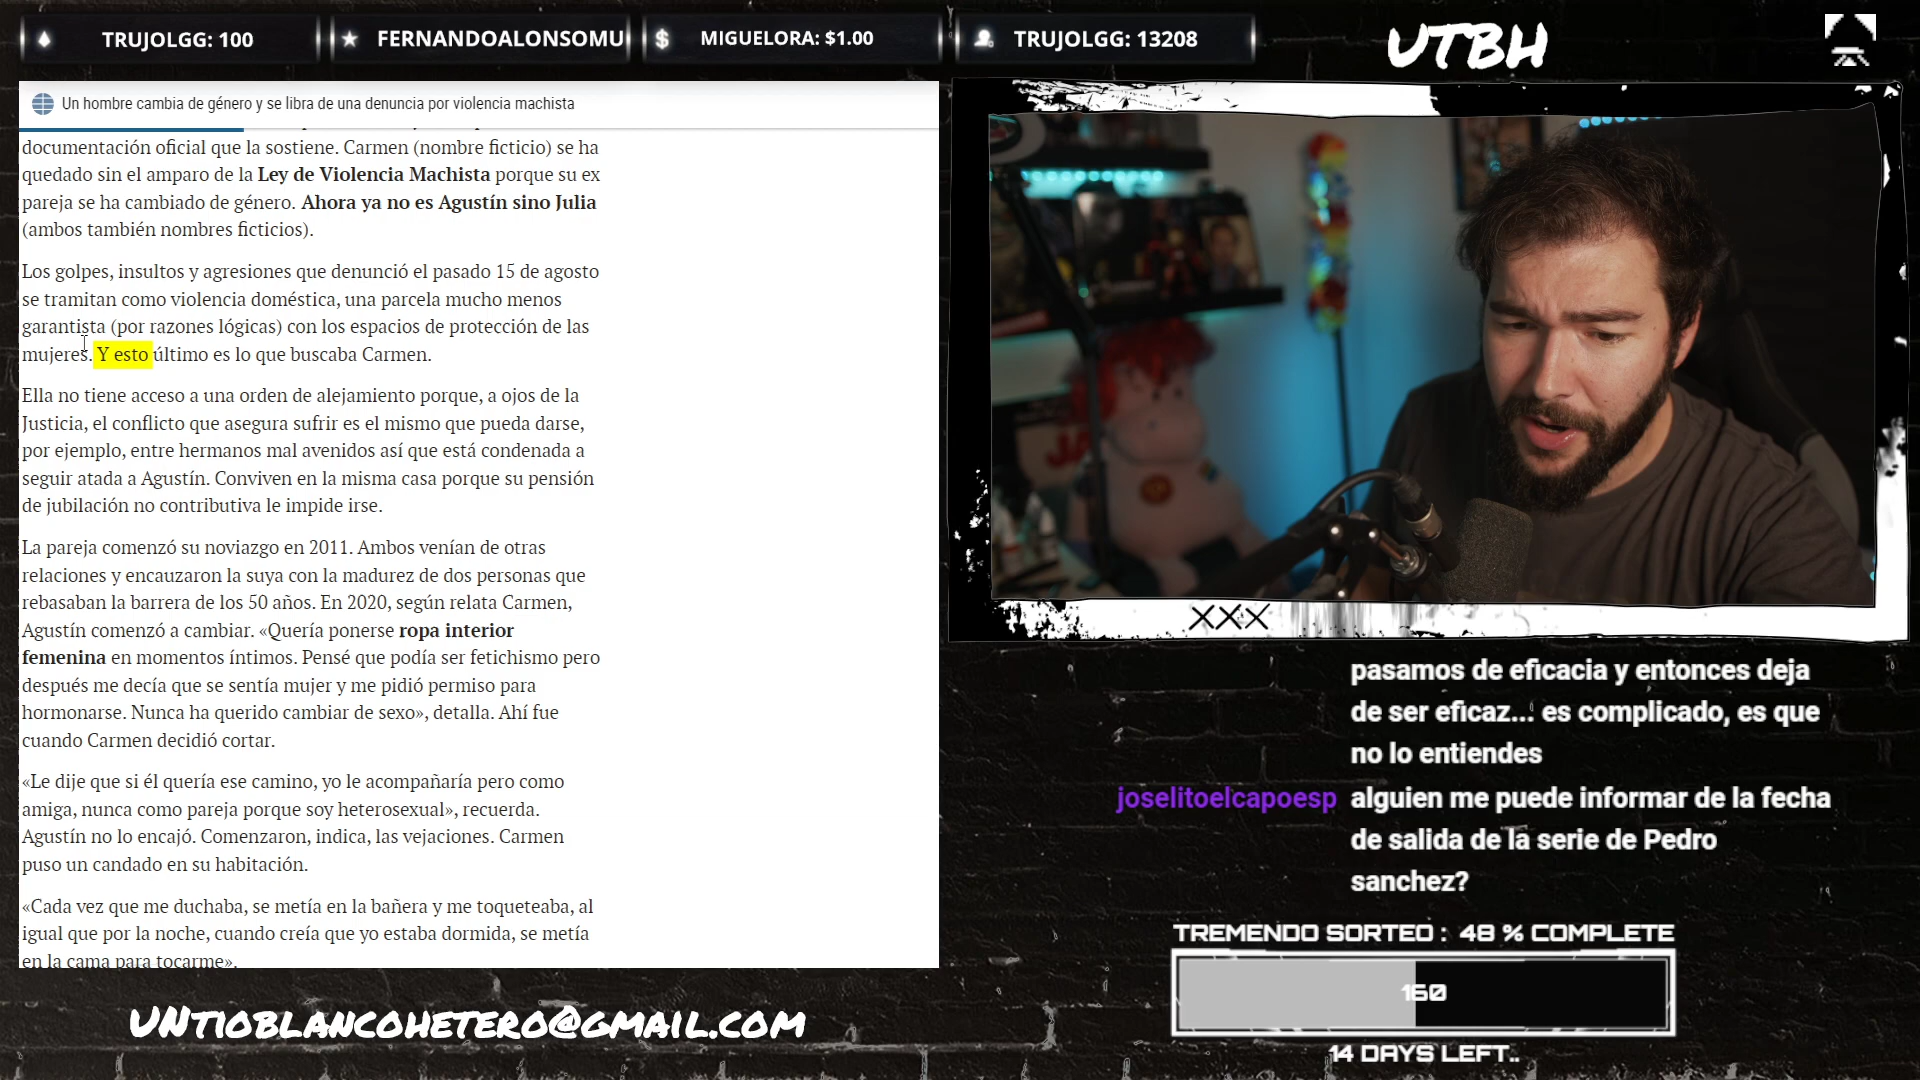 TRUJOLGG: 100
FERNANDOALONSOMU
MIGUELORA: $1.00
TRUJOLGG: 13208
UTBH
Un hombre cambia de género y se libra de una denuncia por violencia machista
documentación oficial que la sostiene. Carmen (nombre ficticio) se ha
quedado sin el amparo de la Ley de Violencia Machista porque su ex
pareja se ha cambiado de género. Ahora ya no es Agustín sino Julia
(ambos también nombres ficticios).
Los golpes, insultos y agresiones que denunció el pasado 15 de agosto
se tramitan como violencia doméstica, una parcela mucho menos
garantista (por razones lógicas) con los espacios de protección de las
mujeres. Y esto último es lo que buscaba Carmen.
Ella no tiene acceso a una orden de alejamiento porque, a ojos de la
Justicia, el conflicto que asegura sufrir es el mismo que pueda darse,
por ejemplo, entre hermanos mal avenidos así que está condenada a
seguir atada a Agustín. Conviven en la misma casa porque su pensión
de jubilación no contributiva le impide irse.
La pareja comenzó su noviazgo en 2011. Ambos venían de otras
relaciones y encauzaron la suya con la madurez de dos personas que
rebasaban la barrera de los 50 años. En 2020, según relata Carmen,
Agustín comenzó a cambiar. «Quería ponerse ropa interior
femenina en momentos íntimos. Pensé que podía ser fetichismo pero
después me decía que se sentía mujer y me pidió permiso para
hormonarse. Nunca ha querido cambiar de sexo», detalla. Ahí fue
cuando Carmen decidió cortar.
«Le dije que si él quería ese camino, yo le acompañaría pero como
amiga, nunca como pareja porque soy heterosexual», recuerda.
Agustín no lo encajó. Comenzaron, indica, las vejaciones. Carmen
puso un candado en su habitación.
«Cada vez que me duchaba, se metía en la bañera y me toqueteaba, al
igual que por la noche, cuando creía que yo estaba dormida, se metía
en la cama para tocarme».
XXX
pasamos de eficacia y entonces deja
de ser eficaz... es complicado, es que
no lo entiendes
joselitoelcapoesp alguien me puede informar de la fecha
de salida de la serie de Pedro
sanchez?
TREMENDO SORTEO : 48 % COMPLETE
160
14 DAYS LEFT..
UNTIOBLANCOHETERO@GMAIL.COM